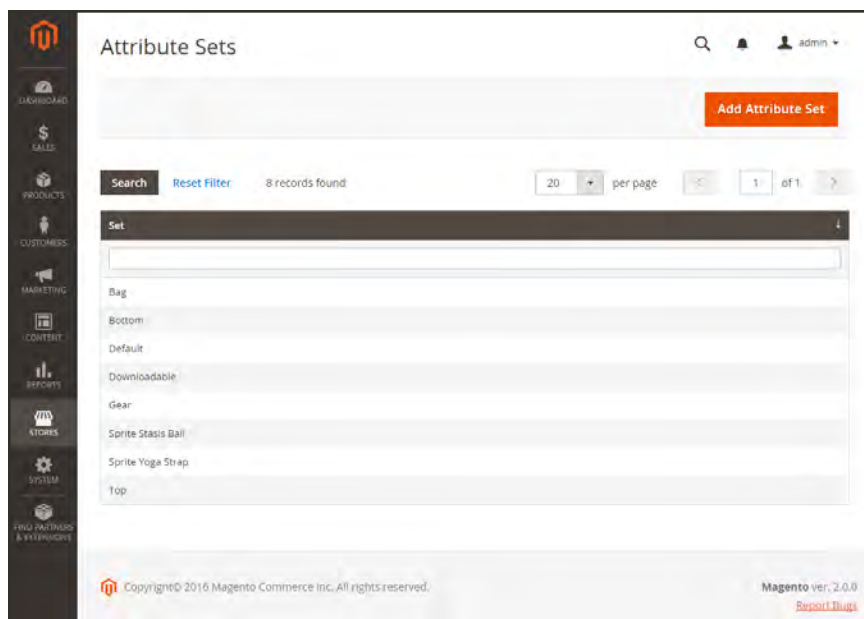 Attribute Sets
admin
DASHBOARD
Add Attribute Set
SALES
PRODUCTS
Search Reset Filter 8 records found 20 per page 1 of 1
Set
CUSTOMERS
MARKETING
Bag
CONTENT
Bottom
Default
REPORTS
Downloadable
Gear
STORES
Sprite Stasis Ball
Sprite Yoga Strap
SYSTEM
Top
FIND PARTNERS
& EXTENSIONS
Copyright© 2016 Magento Commerce Inc. All rights reserved.
Magento ver. 2.0.0
Report Bugs